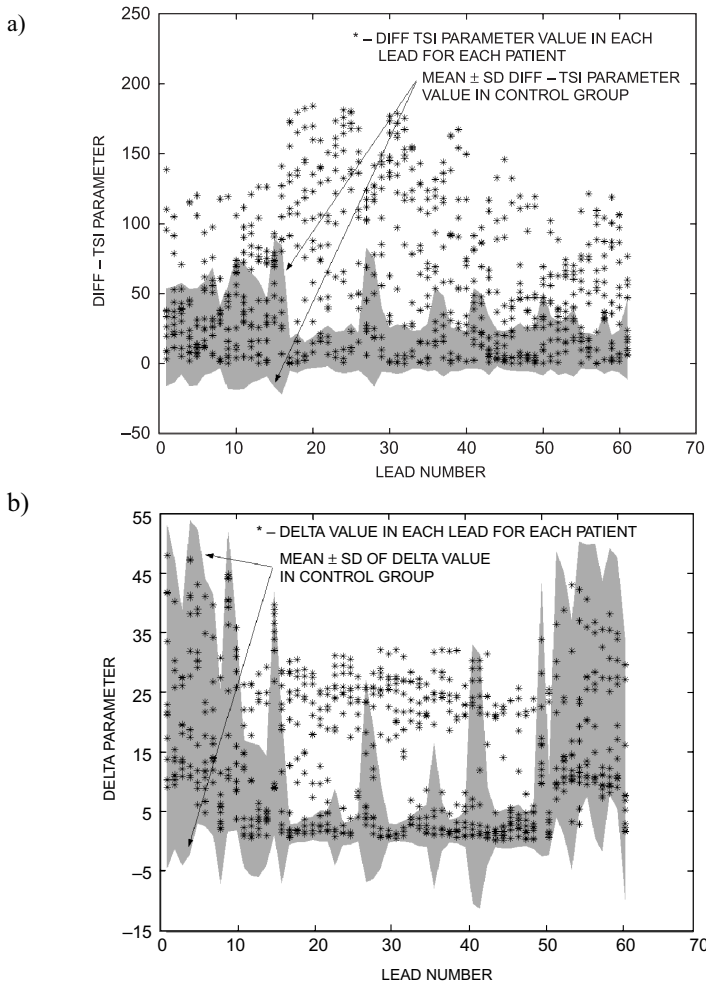 a)
250
200
150
100
50
0
–50
DIFF – TSI PARAMETER
* – DIFF TSI PARAMETER VALUE IN EACH
LEAD FOR EACH PATIENT
MEAN ± SD DIFF – TSI PARAMETER
VALUE IN CONTROL GROUP
0 10 20 30 40 50 60 70
LEAD NUMBER
b)
55
45
35
25
15
5
–5
–15
DELTA PARAMETER
* – DELTA VALUE IN EACH LEAD FOR EACH PATIENT
MEAN ± SD OF DELTA VALUE
IN CONTROL GROUP
0 10 20 30 40 50 60 70
LEAD NUMBER